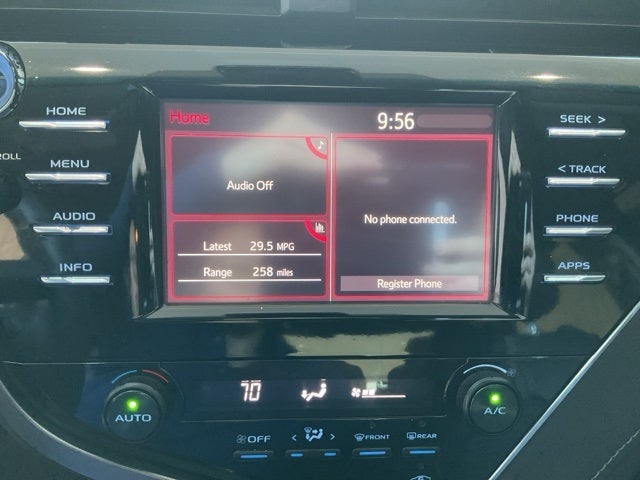 HOME
ROLL
MENU
AUDIO
INFO
Home
9:56
Audio Off
Latest 29.5 MPG
Range 258 miles
No phone connected.
Register Phone
SEEK >
< TRACK
PHONE
APPS
AUTO
70
A/C
OFF
< >
FRONT
REAR